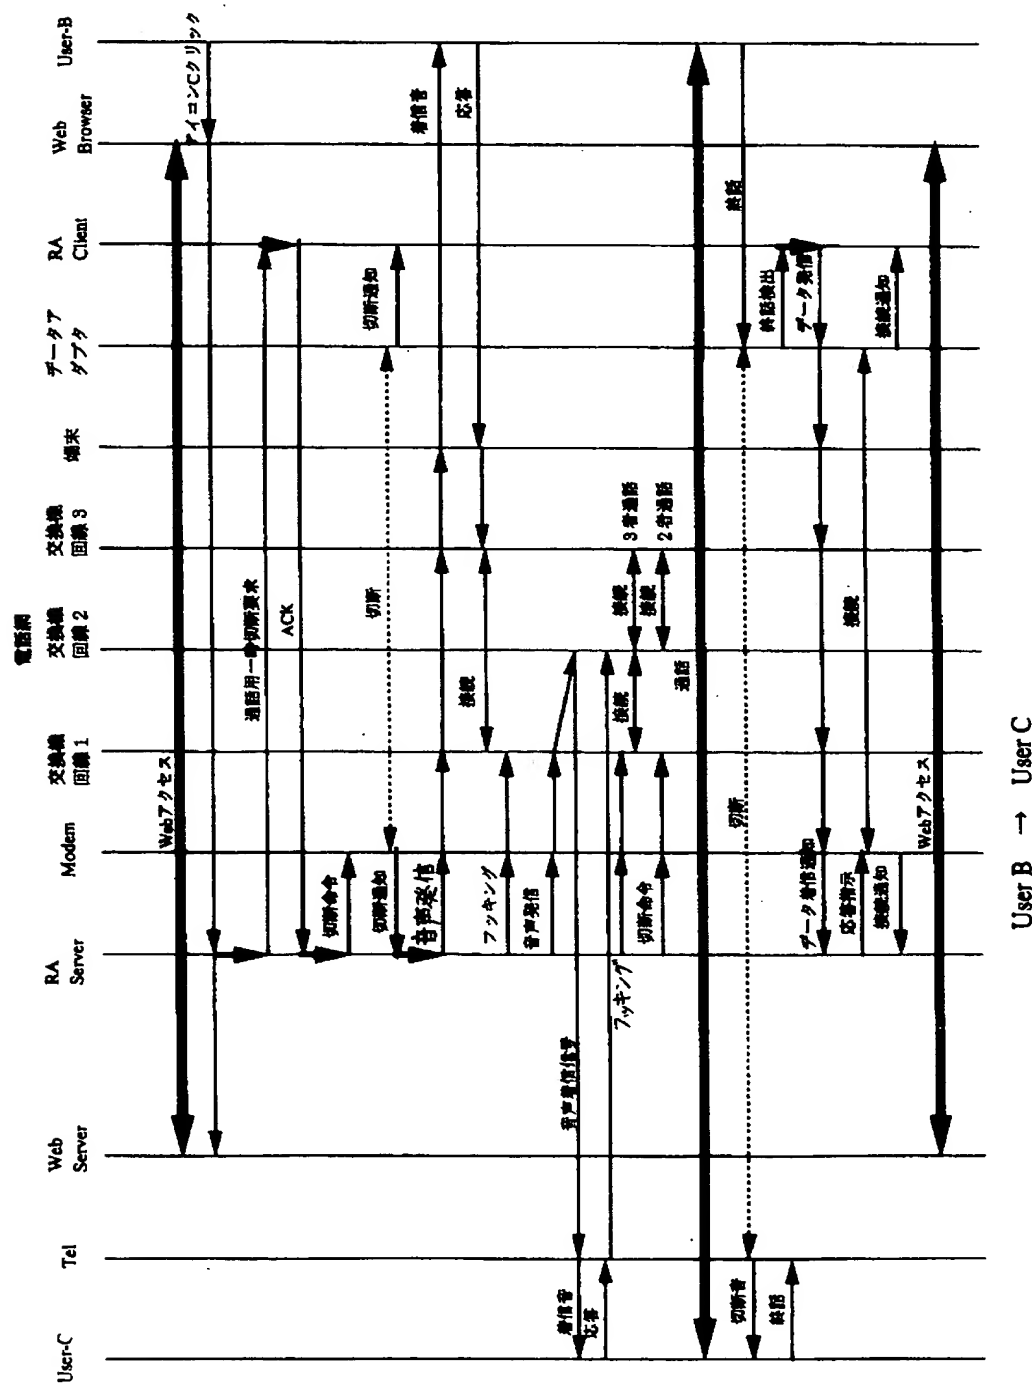 電話網
User-C
Tel
Web
Server
RA
Server
Modem
交換機
回線1
交換機
回線2
交換機
回線3
端末
データア
ダプタ
RA
Client
Web
Browser
User-B
Webアクセス
アイコンCクリック
通話用一時切断要求
ACK
切断命令
切断
切断通知
切断通知
音声発信
着信音
応答
接続
フッキング
音声発信
音声着信信号
着信音
応答
フッキング
接続
接続
3者通話
切断命令
接続
2者通話
通話
終話
切断
切断音
終話
終話検出
データ発信
データ着信通知
応答指示
接続
接続通知
接続通知
Webアクセス
User B → User C